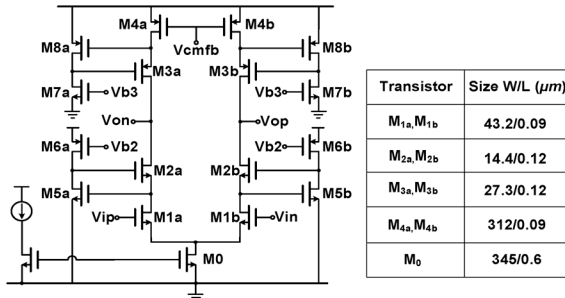 M4a M4b
M8a Vcmfb M8b
M3a M3b
M7a Vb3 Vb3 M7b
Von Vop
M6a Vb2 Vb2 M6b
M2a M2b
M5a M5b
Vip M1a M1b Vin
M0
Transistor Size W/L (μm)
M1a,M1b 43.2/0.09
M2a,M2b 14.4/0.12
M3a,M3b 27.3/0.12
M4a,M4b 312/0.09
M0 345/0.6